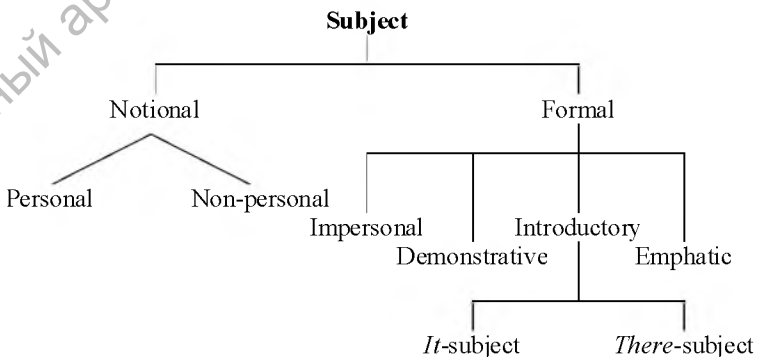 Subject
Notional Formal
Personal Non-personal
Impersonal Introductory
Demonstrative Emphatic
It-subject There-subject